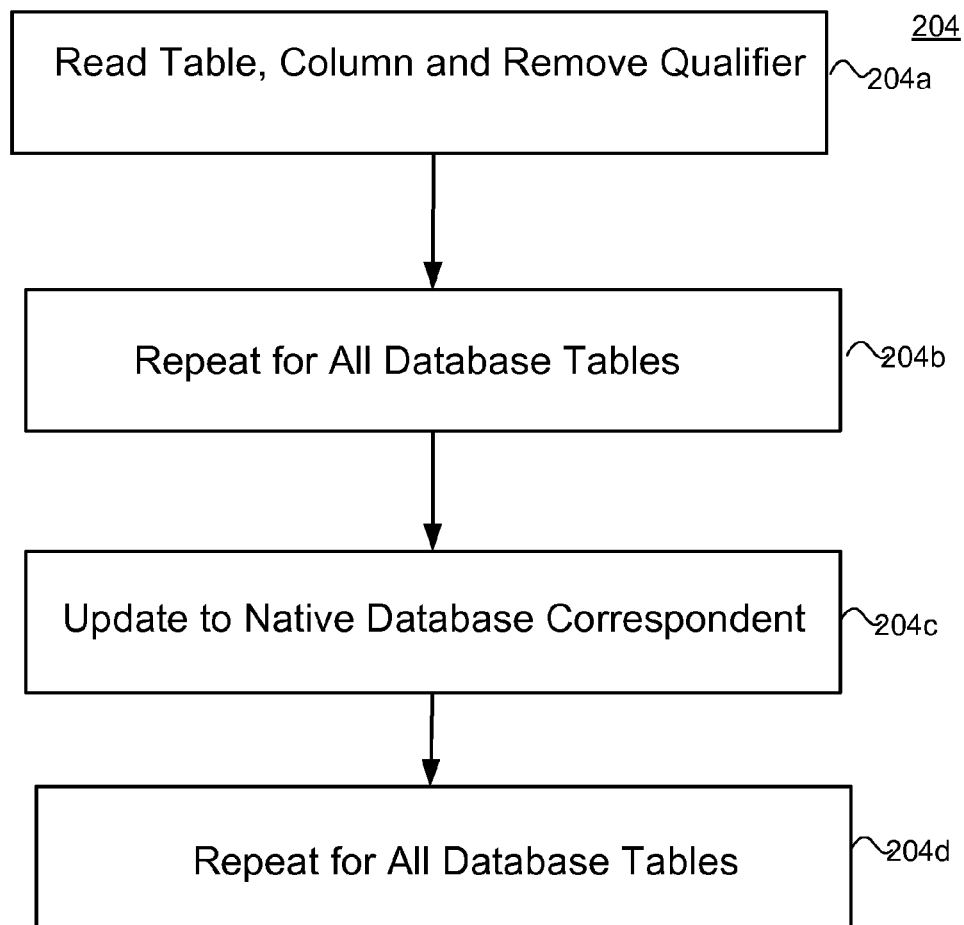 204
Read Table, Column and Remove Qualifier
204a
Repeat for All Database Tables
204b
Update to Native Database Correspondent
204c
Repeat for All Database Tables
204d